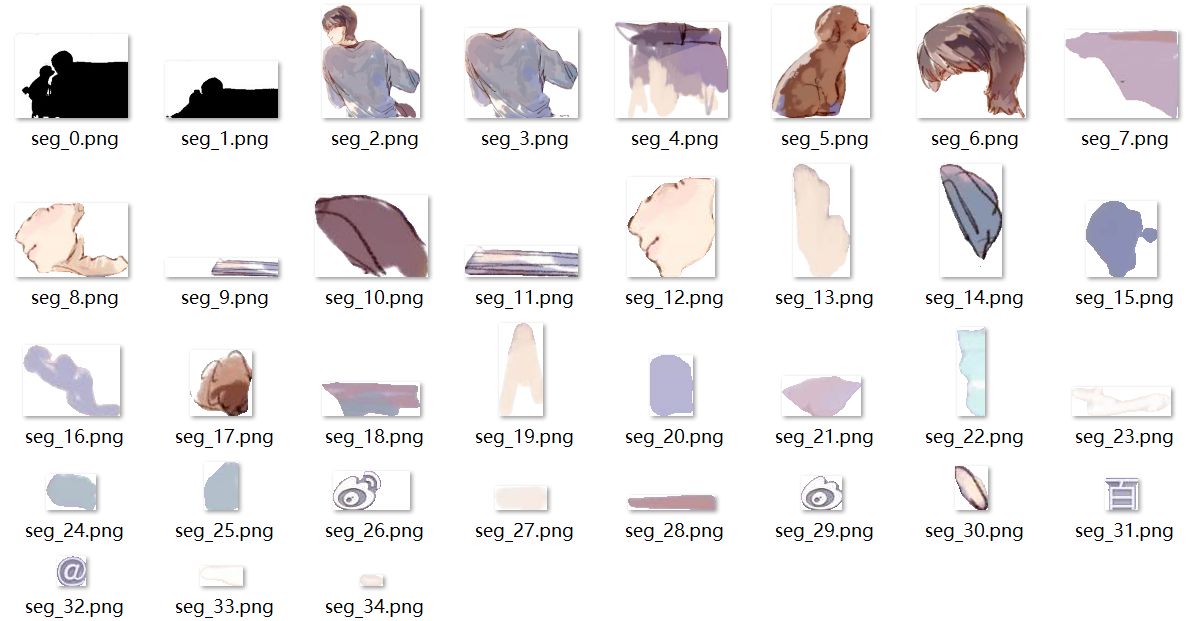 seg_0.png seg_1.png seg_2.png seg_3.png seg_4.png seg_5.png seg_6.png seg_7.png
seg_8.png seg_9.png seg_10.png seg_11.png seg_12.png seg_13.png seg_14.png seg_15.png
seg_16.png seg_17.png seg_18.png seg_19.png seg_20.png seg_21.png seg_22.png seg_23.png
seg_24.png seg_25.png seg_26.png seg_27.png seg_28.png seg_29.png seg_30.png seg_31.png
@
seg_32.png seg_33.png seg_34.png